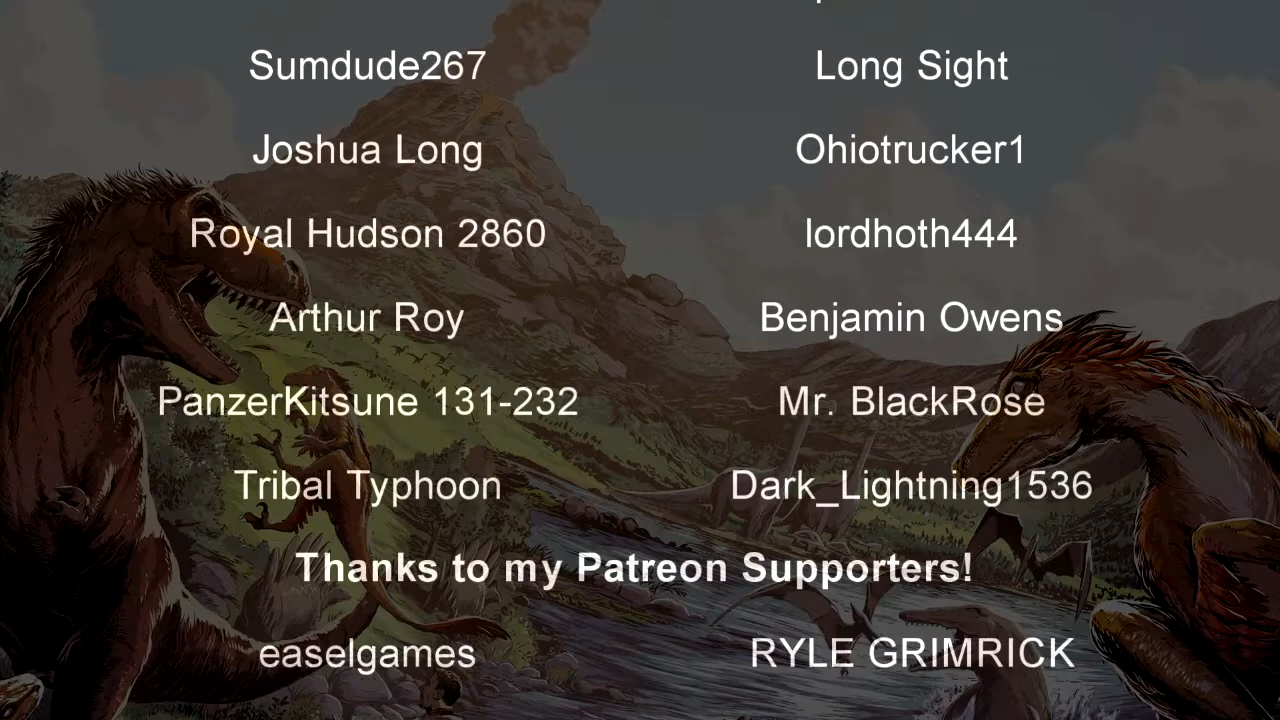 Sumdude267 Long Sight
Joshua Long Ohiotrucker1
Royal Hudson 2860 lordhoth444
Arthur Roy Benjamin Owens
PanzerKitsune 131-232 Mr. BlackRose
Tribal Typhoon Dark_Lightning1536
Thanks to my Patreon Supporters!
easelgames RYLE GRIMRICK